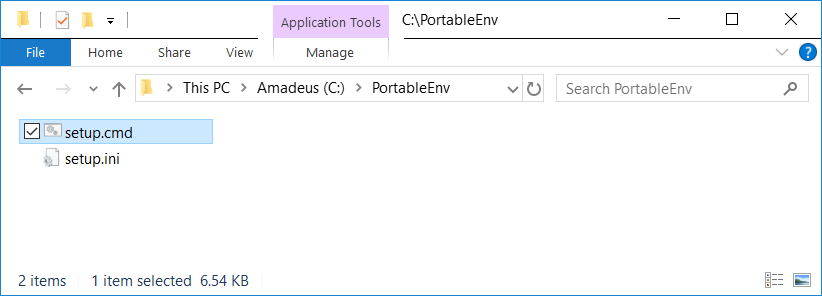 Application Tools C:\PortableEnv
File Home Share View Manage
This PC Amadeus (C:) PortableEnv Search PortableEnv
setup.cmd
setup.ini
2 items 1 item selected 6.54 KB